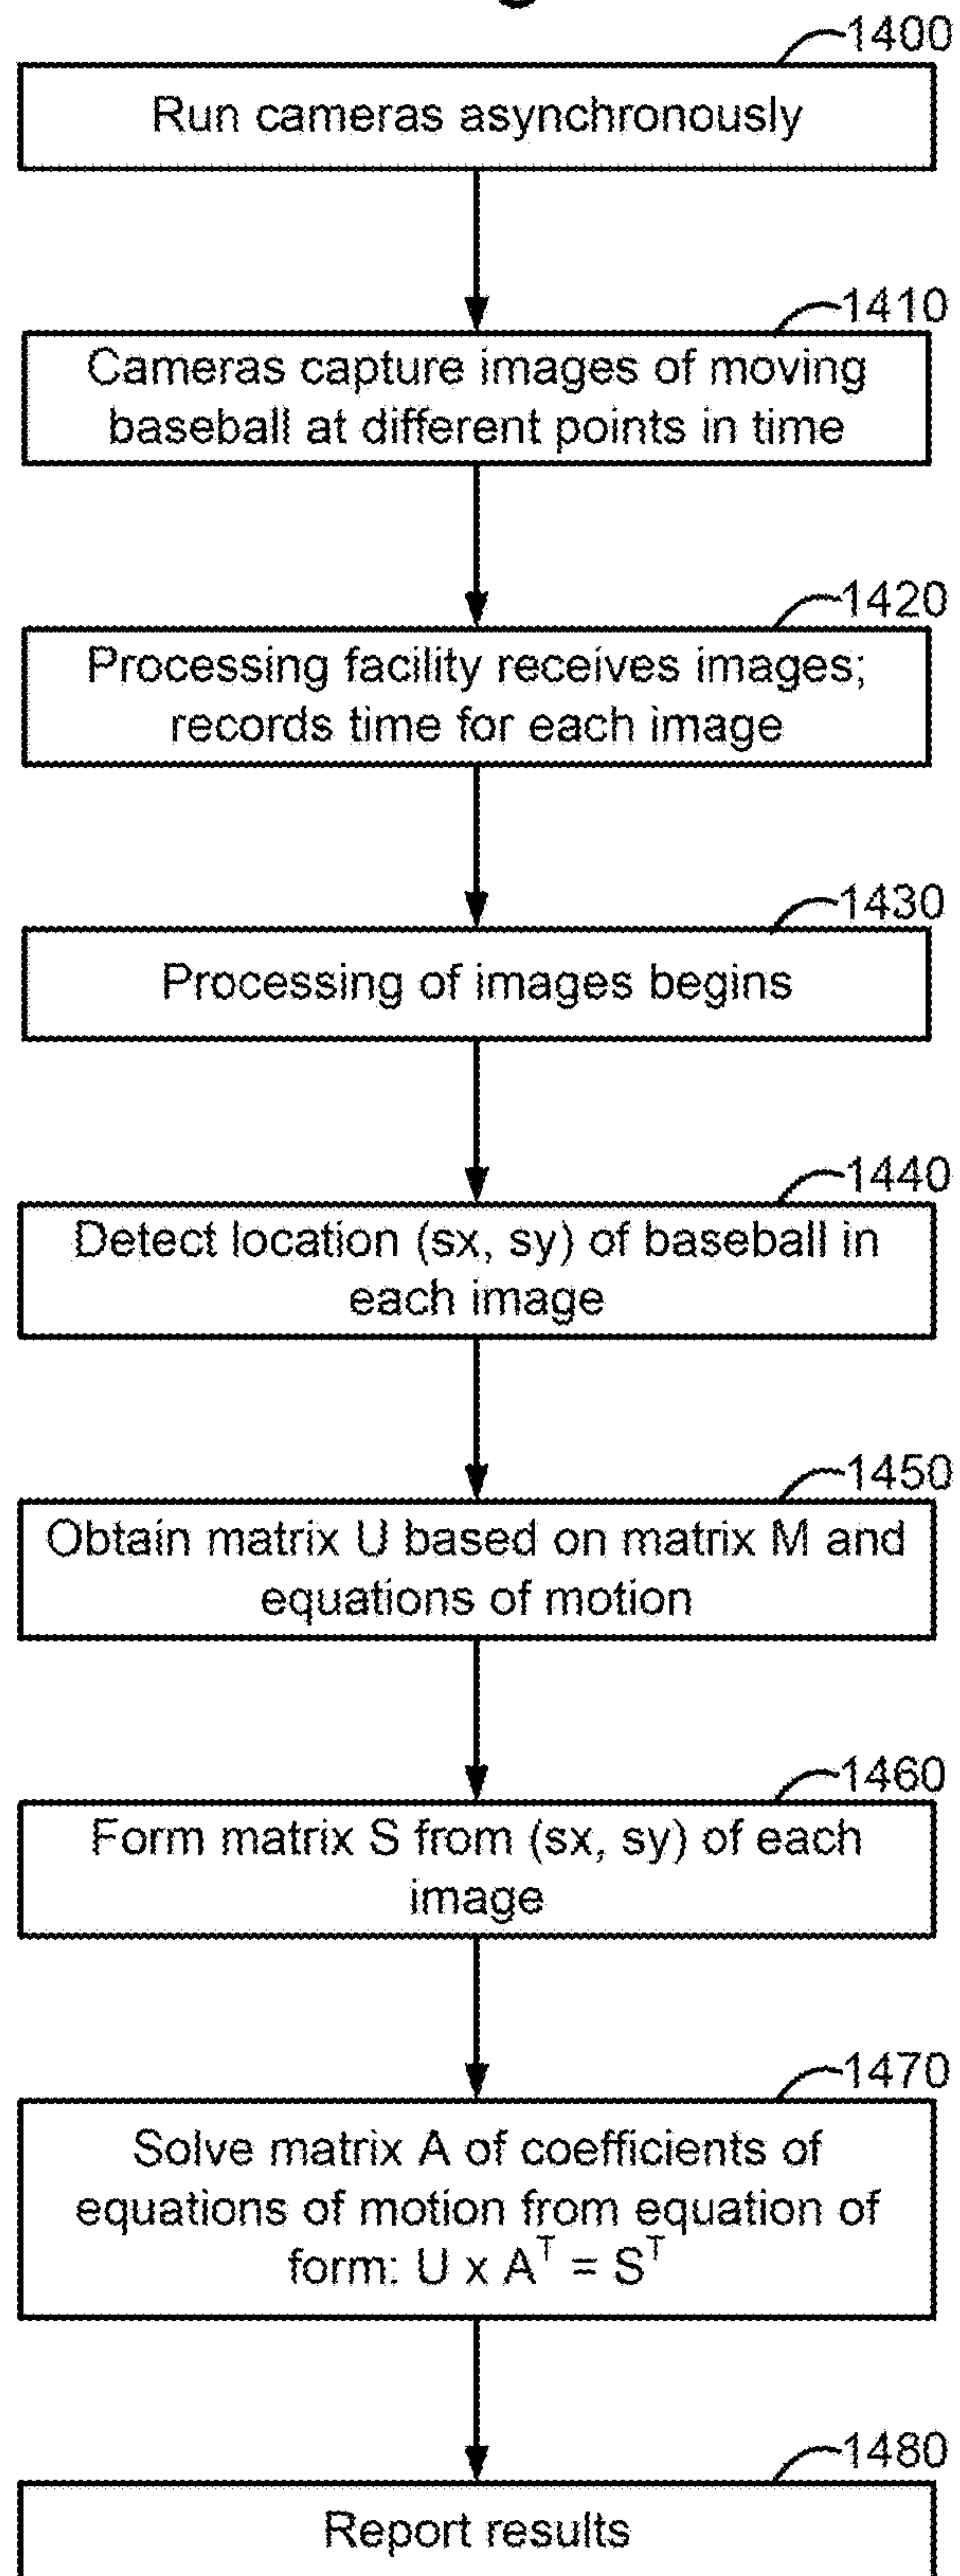 1400
Run cameras asynchronously
1410
Cameras capture images of moving
baseball at different points in time
1420
Processing facility receives images;
records time for each image
1430
Processing of images begins
1440
Detect location (sx, sy) of baseball in
each image
1450
Obtain matrix U based on matrix M and
equations of motion
1460
Form matrix S from (sx, sy) of each
image
1470
Solve matrix A of coefficients of
equations of motion from equation of
form: U x Aᵀ = Sᵀ
1480
Report results